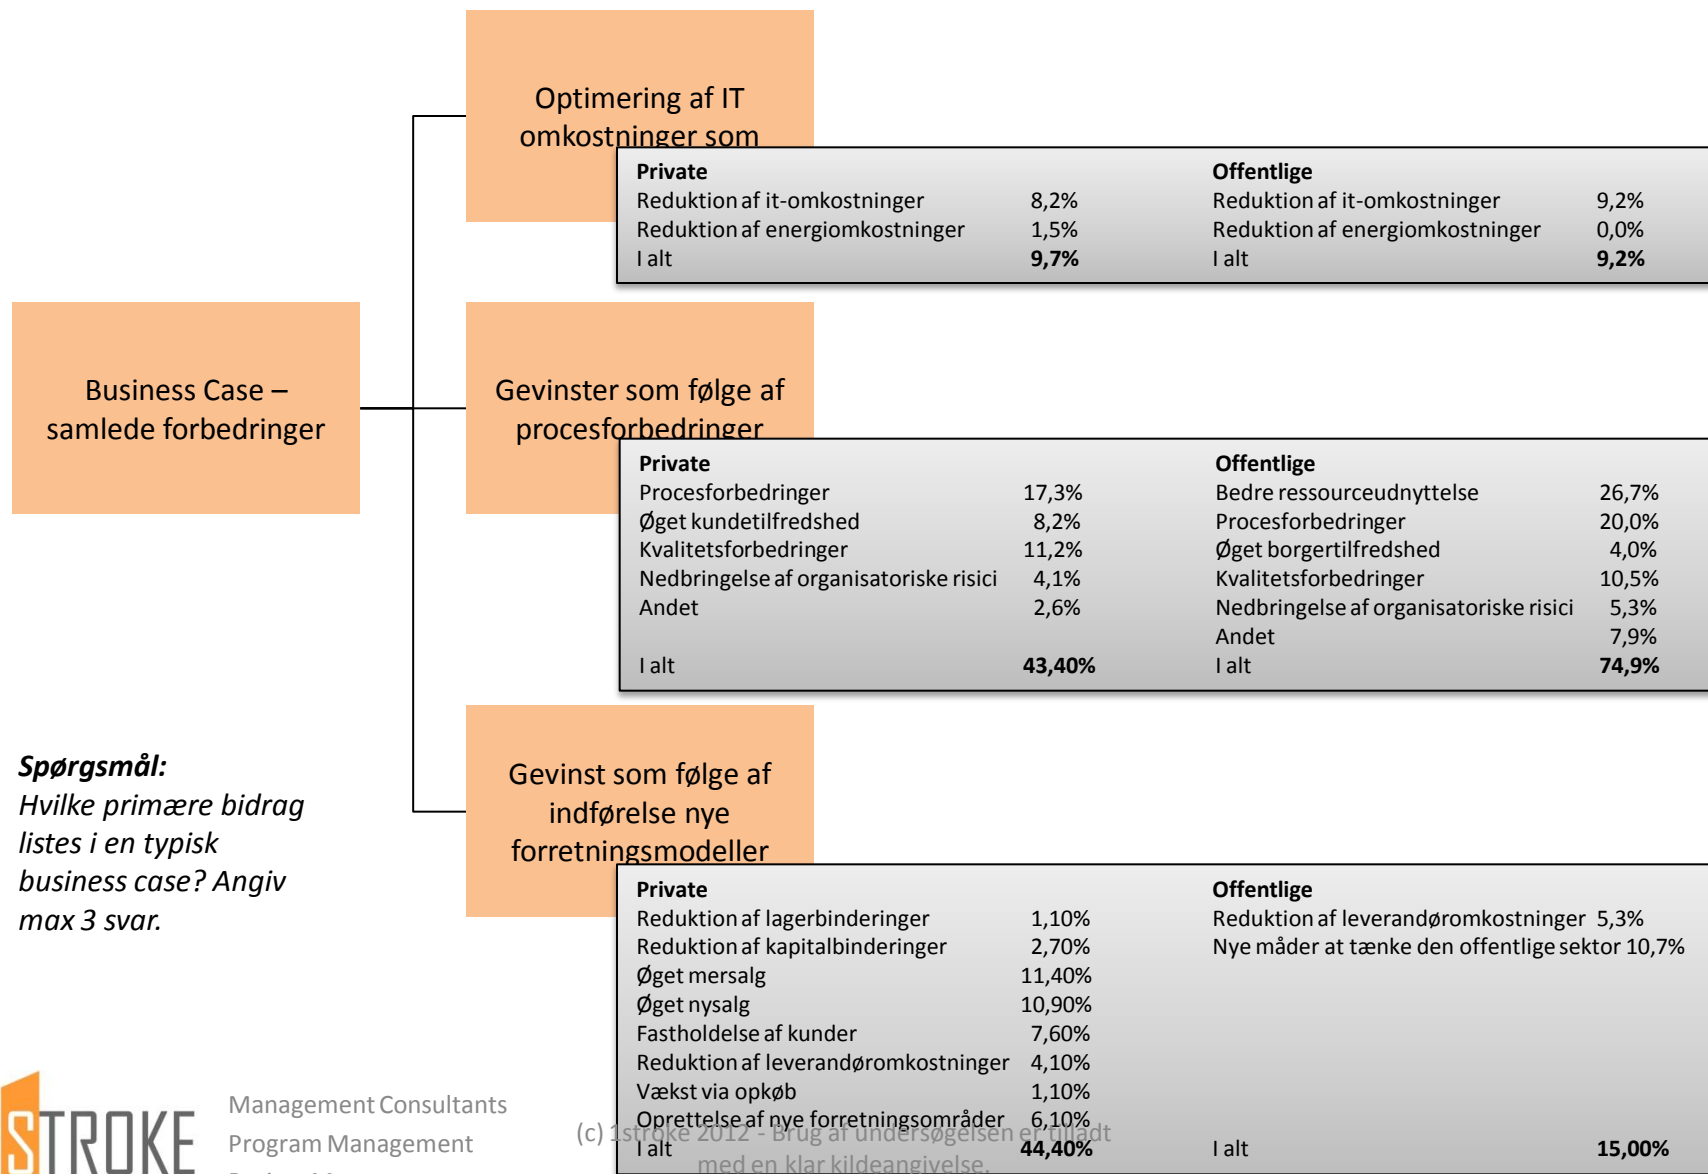 Optimering af IT
omkostninger som
Private Offentlige
Reduktion af it-omkostninger 8,2% Reduktion af it-omkostninger 9,2%
Reduktion af energiomkostninger 1,5% Reduktion af energiomkostninger 0,0%
I alt 9,7% I alt 9,2%
Business Case –
samlede forbedringer
Gevinster som følge af
procesforbedringer
Private Offentlige
Procesforbedringer 17,3% Bedre ressourceudnyttelse 26,7%
Øget kundetilfredshed 8,2% Procesforbedringer 20,0%
Kvalitetsforbedringer 11,2% Øget borgertilfredshed 4,0%
Nedbringelse af organisatoriske risici 4,1% Kvalitetsforbedringer 10,5%
Andet 2,6% Nedbringelse af organisatoriske risici 5,3%
Andet 7,9%
I alt 43,40% I alt 74,9%
Spørgsmål:
Hvilke primære bidrag
listes i en typisk
business case? Angiv
max 3 svar.
Gevinst som følge af
indførelse nye
forretningsmodeller
Private Offentlige
Reduktion af lagerbinderinger 1,10% Reduktion af leverandøromkostninger 5,3%
Reduktion af kapitalbinderinger 2,70% Nye måder at tænke den offentlige sektor 10,7%
Øget mersalg 11,40%
Øget nysalg 10,90%
Fastholdelse af kunder 7,60%
Reduktion af leverandøromkostninger 4,10%
Vækst via opkøb 1,10%
Oprettelse af nye forretningsområder 6,10%
I alt 44,40% I alt 15,00%
STROKE
Management Consultants
Program Management
(c) 1stroke 2012 - Brug af undersøgelsen er tilladt
med en klar kildeangivelse.